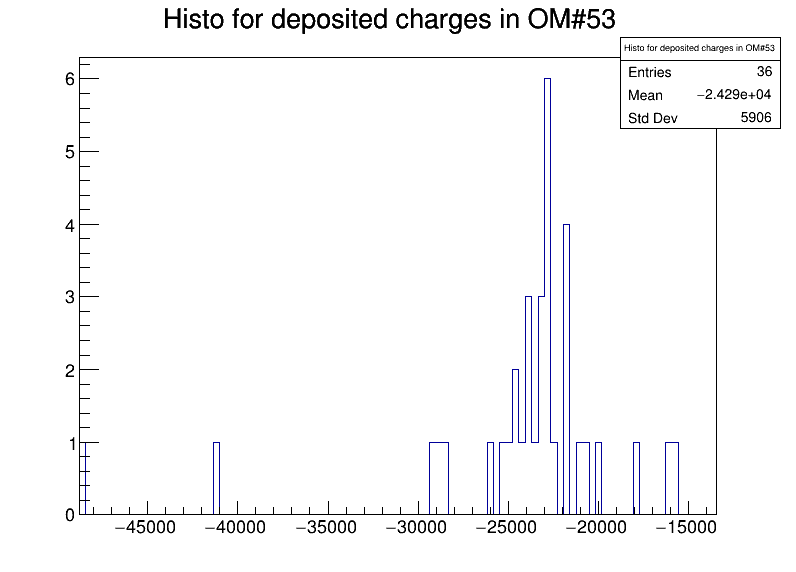 Histo for deposited charges in OM#53
Histo for deposited charges in OM#53
Entries 36
Mean −2.429e+04
Std Dev 5906
6
5
4
3
2
1
0
−45000 −40000 −35000 −30000 −25000 −20000 −15000